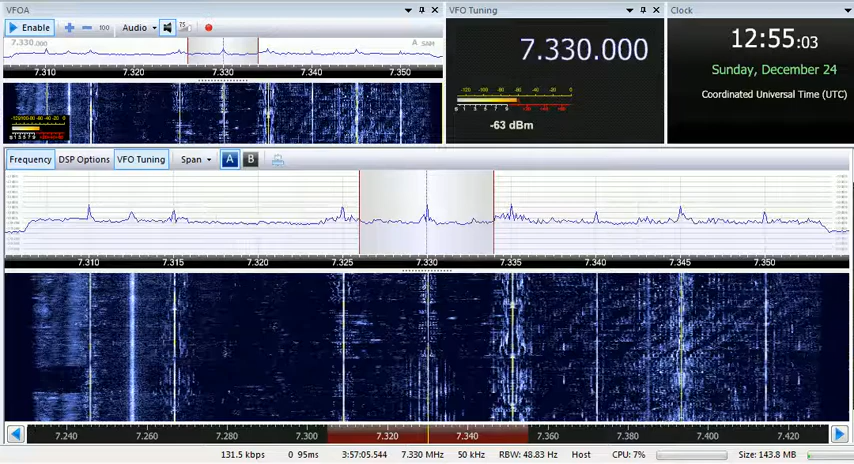 VFOA
Enable 100 Audio
7.330.000 A SAM
7.310 7.320 7.330 7.340 7.350
VFO Tuning
7.330.000
-63 dBm
Clock
12:55:03
Sunday, December 24
Coordinated Universal Time (UTC)
Frequency DSP Options VFO Tuning Span A B
7.310 7.315 7.320 7.325 7.330 7.335 7.340 7.345 7.350
7.240 7.260 7.280 7.300 7.320 7.340 7.360 7.380 7.400 7.420
131.5 kbps 0 95ms 3:57:05.544 7.330 MHz 50 kHz RBW: 48.83 Hz Host CPU: 7% Size: 143.8 MB